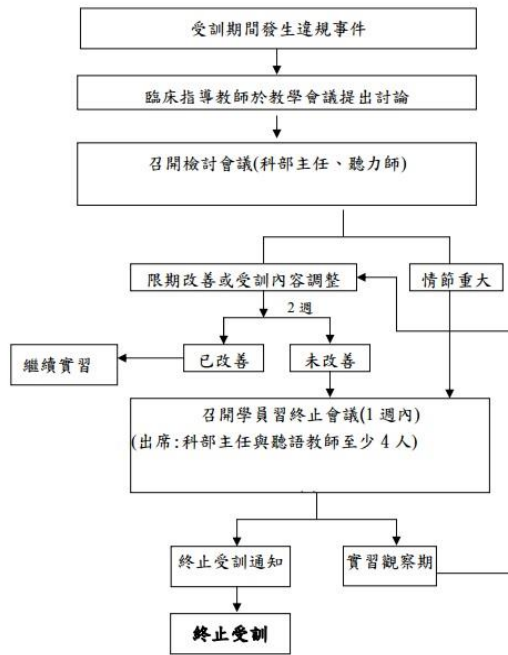 受訓期間發生違規事件
臨床指導教師於教學會議提出討論
召開檢討會議(科部主任、聽力師)
限期改善或受訓內容調整
情節重大
2 週
繼續實習
已改善
未改善
召開學員習終止會議(1 週內)
(出席:科部主任與聽語教師至少 4 人)
終止受訓通知
實習觀察期
終止受訓